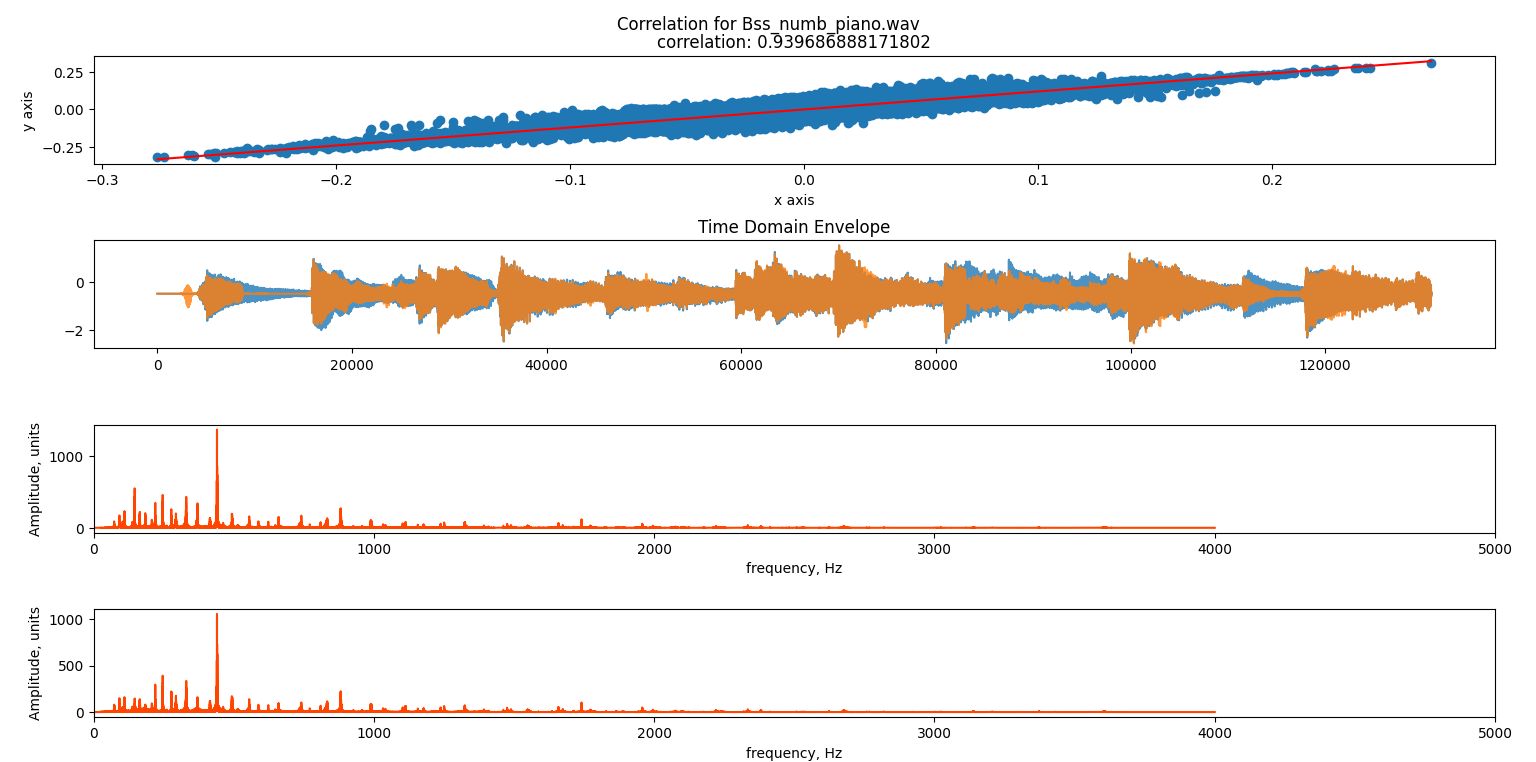 Correlation for Bss_numb_piano.wav
correlation: 0.939686888171802
y axis
0.25
0.00
−0.25
−0.3 −0.2 −0.1 0.0 0.1 0.2
x axis
Time Domain Envelope
0
−2
0 20000 40000 60000 80000 100000 120000
Amplitude, units
1000
0
0 1000 2000 3000 4000 5000
frequency, Hz
Amplitude, units
1000
500
0
0 1000 2000 3000 4000 5000
frequency, Hz